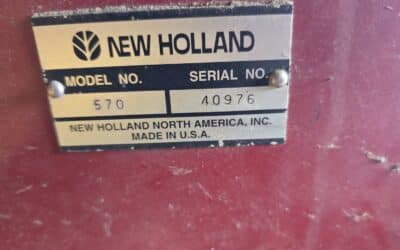 NEW HOLLAND
MODEL NO. SERIAL NO.
570 40976
NEW HOLLAND NORTH AMERICA, INC.
MADE IN U.S.A.